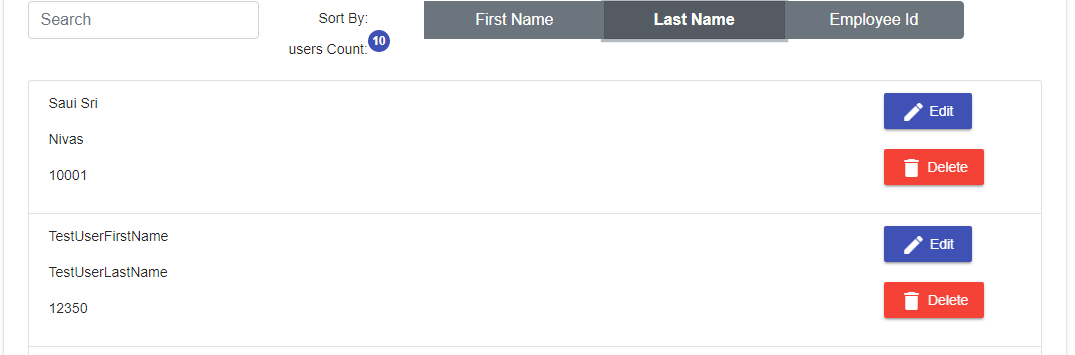 Search
Sort By:
First Name
Last Name
Employee Id
users Count:
10
Saui Sri
Edit
Nivas
Delete
10001
TestUserFirstName
Edit
TestUserLastName
Delete
12350